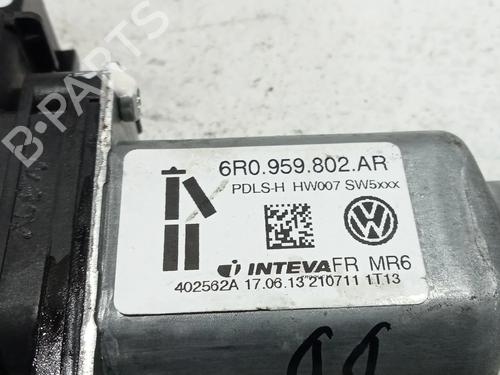 6R0.959.802.AR
PDLS-H HW007 SW5xxx
INTEVA FR MR6
402562A 17.06.13 210711 1T13
B-PARTS